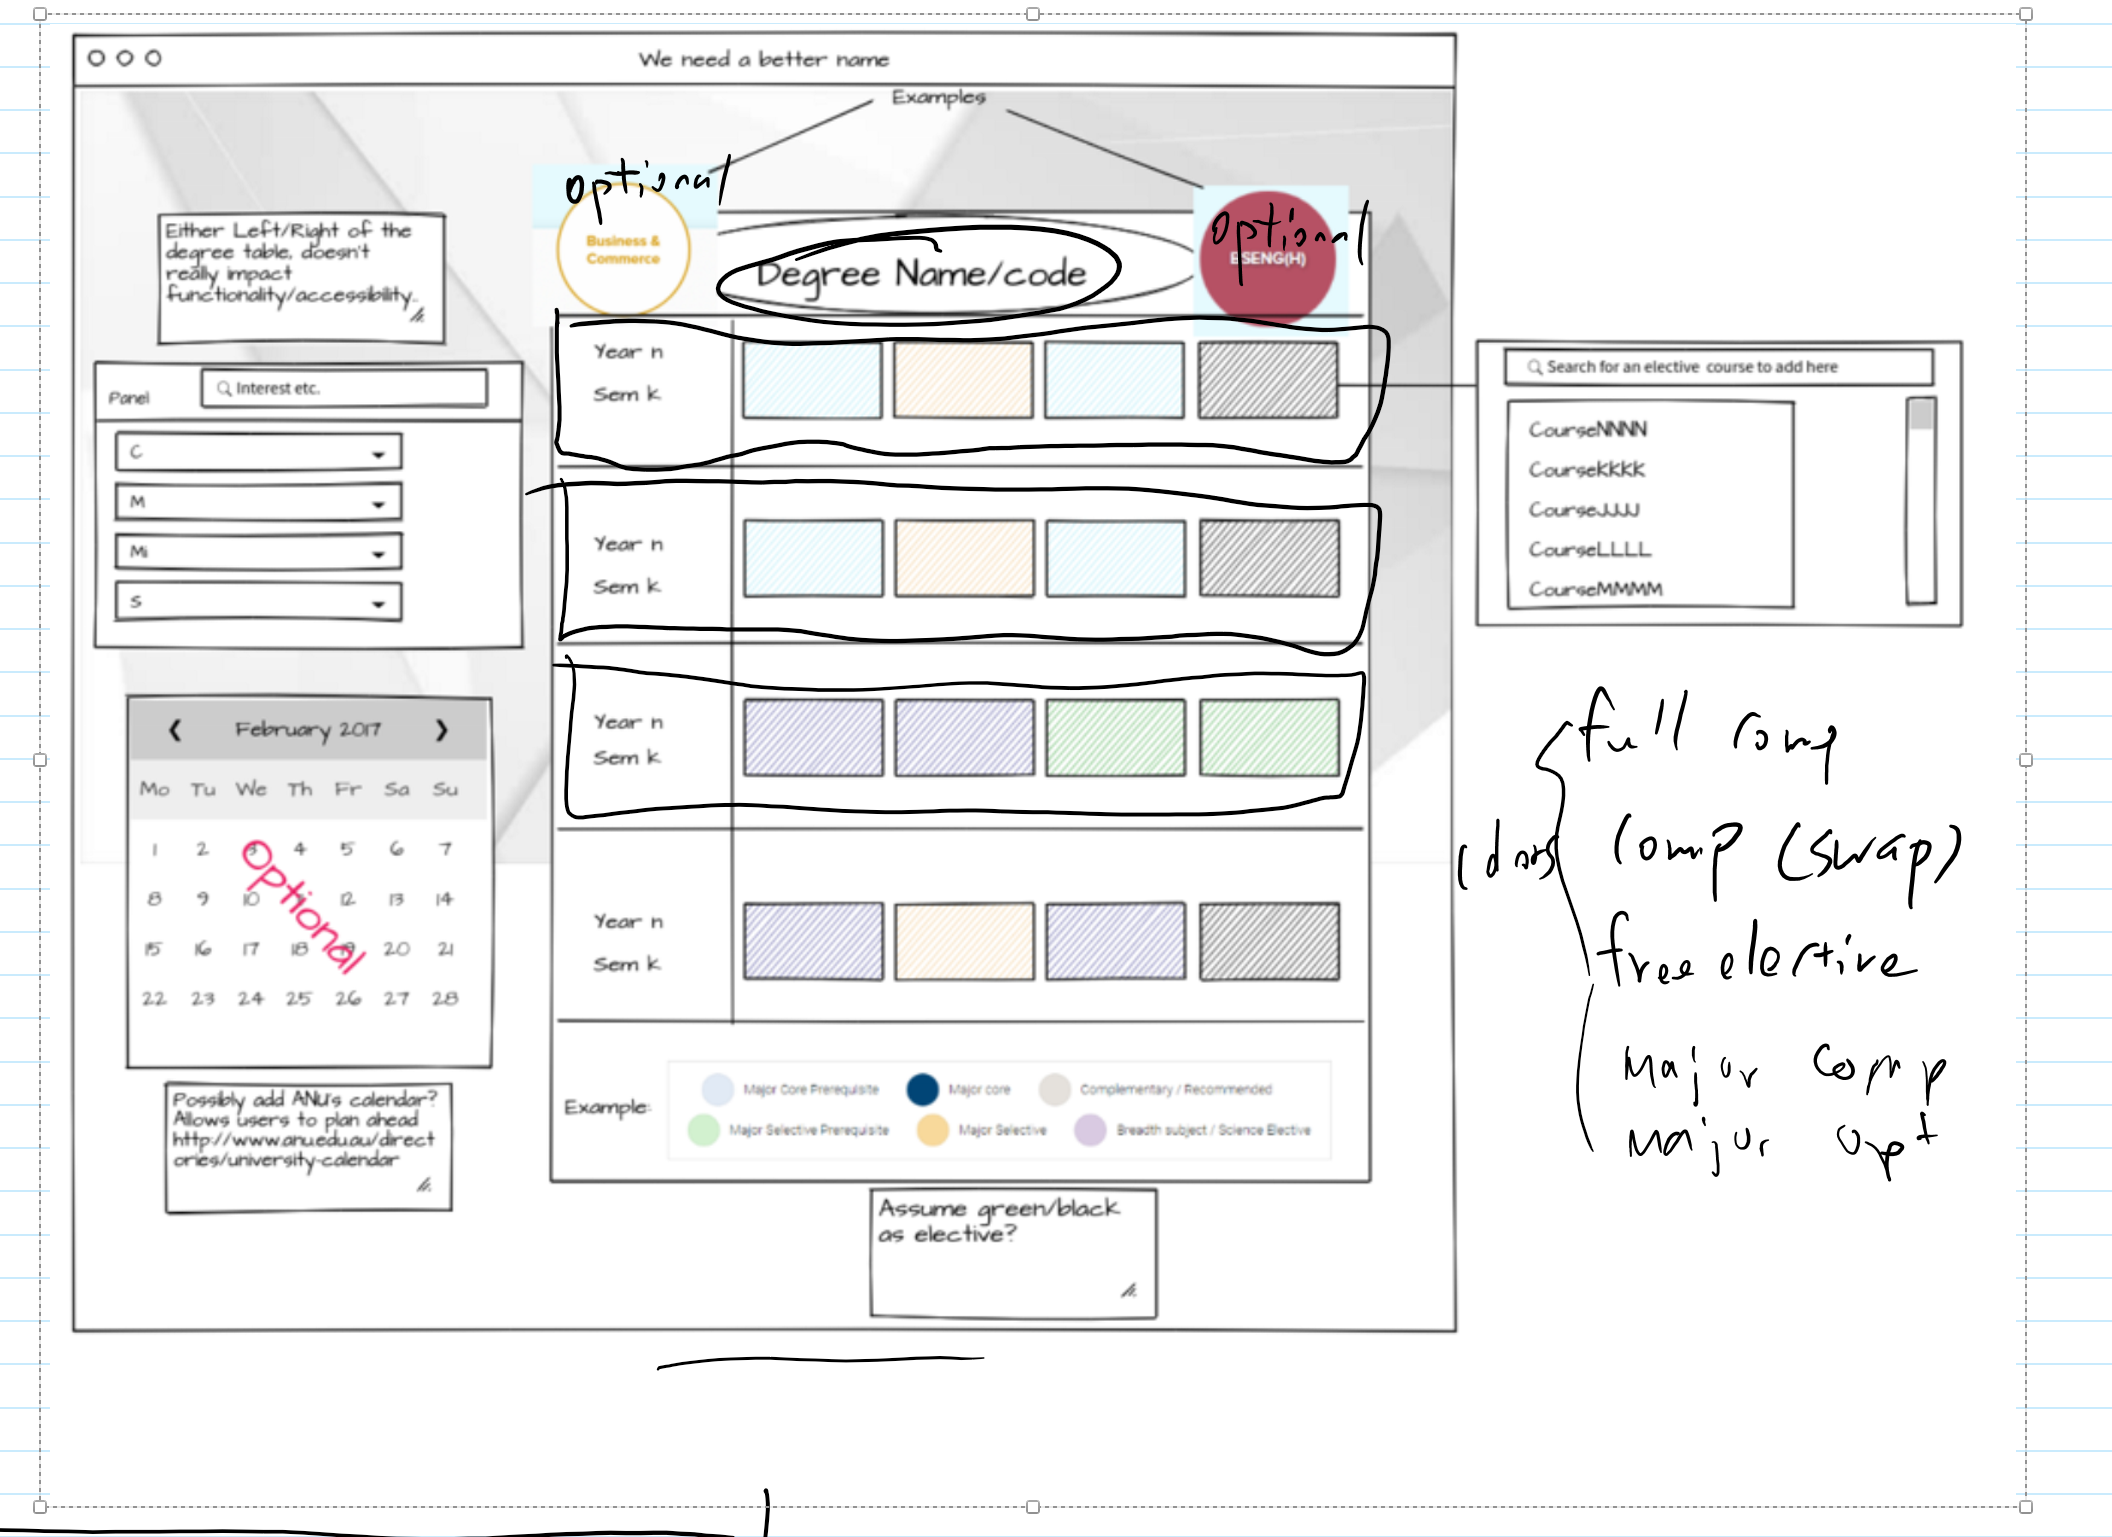 We need a better name
Examples
Optional
Business &
Commerce
Optional
ESENG(H)
Degree Name/code
Either Left/Right of the
degree table, doesn't
really impact
functionality/accessibility..
Panel
Interest etc.
C
M
Mi
S
Year n
Sem k
Year n
Sem k
Year n
Sem k
Year n
Sem k
Search for an elective course to add here
CourseNNNN
CourseKKKK
CourseJJJJ
CourseLLLL
CourseMMMM
February 2017
Mo Tu We Th Fr Sa Su
1 2 3 4 5 6 7
8 9 10 12 13 14
15 16 17 18 19 20 21
22 23 24 25 26 27 28
Optional
Possibly add ANU's calendar?
Allows users to plan ahead
http://www.anu.edu.au/direct
ories/university-calendar
Example:
Major Core Prerequisite
Major core
Complementary / Recommended
Major Selective Prerequisite
Major Selective
Breadth subject / Science Elective
Assume green/black
as elective?
full comp
comp (swap)
free elective
Major Comp
Major opt